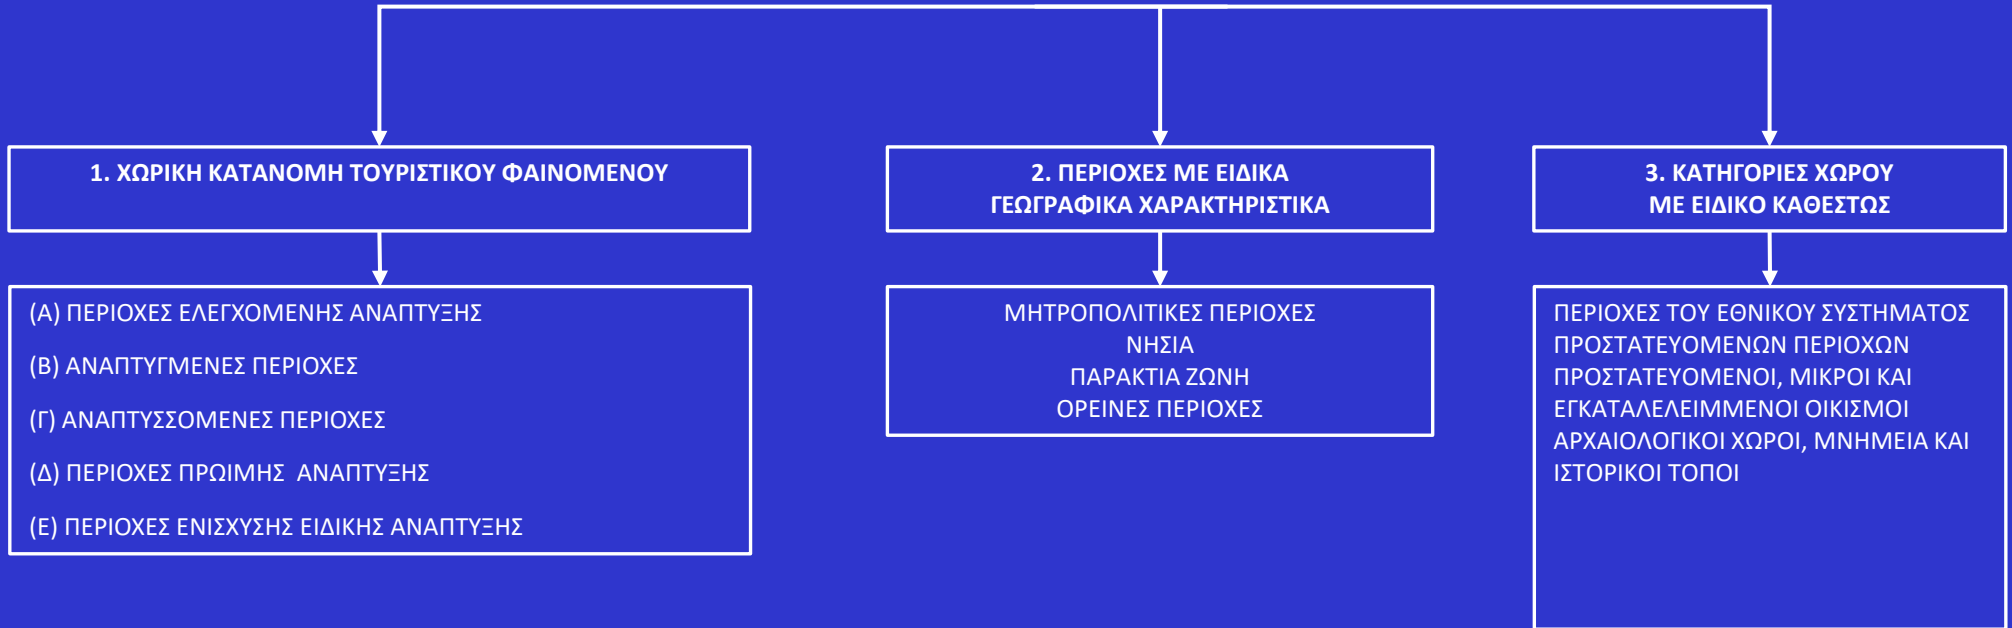 1. ΧΩΡΙΚΗ ΚΑΤΑΝΟΜΗ ΤΟΥΡΙΣΤΙΚΟΥ ΦΑΙΝΟΜΕΝΟΥ
(Α) ΠΕΡΙΟΧΕΣ ΕΛΕΓΧΟΜΕΝΗΣ ΑΝΑΠΤΥΞΗΣ
(Β) ΑΝΑΠΤΥΓΜΕΝΕΣ ΠΕΡΙΟΧΕΣ
(Γ) ΑΝΑΠΤΥΣΣΟΜΕΝΕΣ ΠΕΡΙΟΧΕΣ
(Δ) ΠΕΡΙΟΧΕΣ ΠΡΩΙΜΗΣ ΑΝΑΠΤΥΞΗΣ
(Ε) ΠΕΡΙΟΧΕΣ ΕΝΙΣΧΥΣΗΣ ΕΙΔΙΚΗΣ ΑΝΑΠΤΥΞΗΣ
2. ΠΕΡΙΟΧΕΣ ΜΕ ΕΙΔΙΚΑ
ΓΕΩΓΡΑΦΙΚΑ ΧΑΡΑΚΤΗΡΙΣΤΙΚΑ
ΜΗΤΡΟΠΟΛΙΤΙΚΕΣ ΠΕΡΙΟΧΕΣ
ΝΗΣΙΑ
ΠΑΡΑΚΤΙΑ ΖΩΝΗ
ΟΡΕΙΝΕΣ ΠΕΡΙΟΧΕΣ
3. ΚΑΤΗΓΟΡΙΕΣ ΧΩΡΟΥ
ΜΕ ΕΙΔΙΚΟ ΚΑΘΕΣΤΩΣ
ΠΕΡΙΟΧΕΣ ΤΟΥ ΕΘΝΙΚΟΥ ΣΥΣΤΗΜΑΤΟΣ
ΠΡΟΣΤΑΤΕΥΟΜΕΝΩΝ ΠΕΡΙΟΧΩΝ
ΠΡΟΣΤΑΤΕΥΟΜΕΝΟΙ, ΜΙΚΡΟΙ ΚΑΙ
ΕΓΚΑΤΑΛΕΛΕΙΜΜΕΝΟΙ ΟΙΚΙΣΜΟΙ
ΑΡΧΑΙΟΛΟΓΙΚΟΙ ΧΩΡΟΙ, ΜΝΗΜΕΙΑ ΚΑΙ
ΙΣΤΟΡΙΚΟΙ ΤΟΠΟΙ